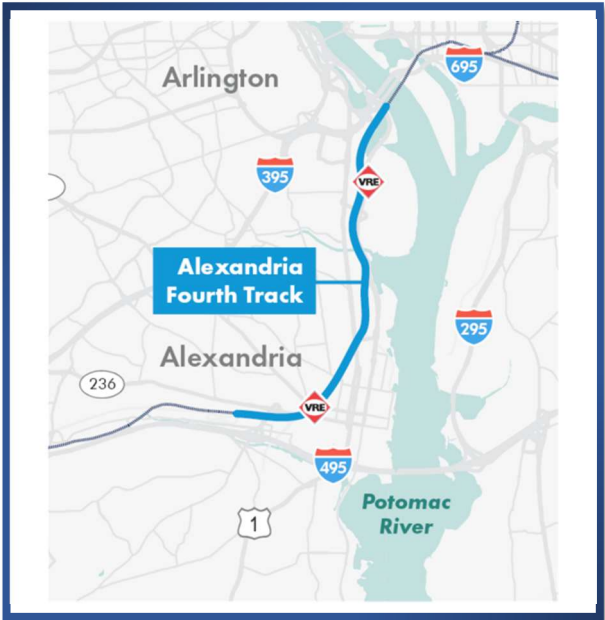 Arlington
695
395
VRE
Alexandria
Fourth Track
295
Alexandria
236
VRE
495
Potomac
River
1